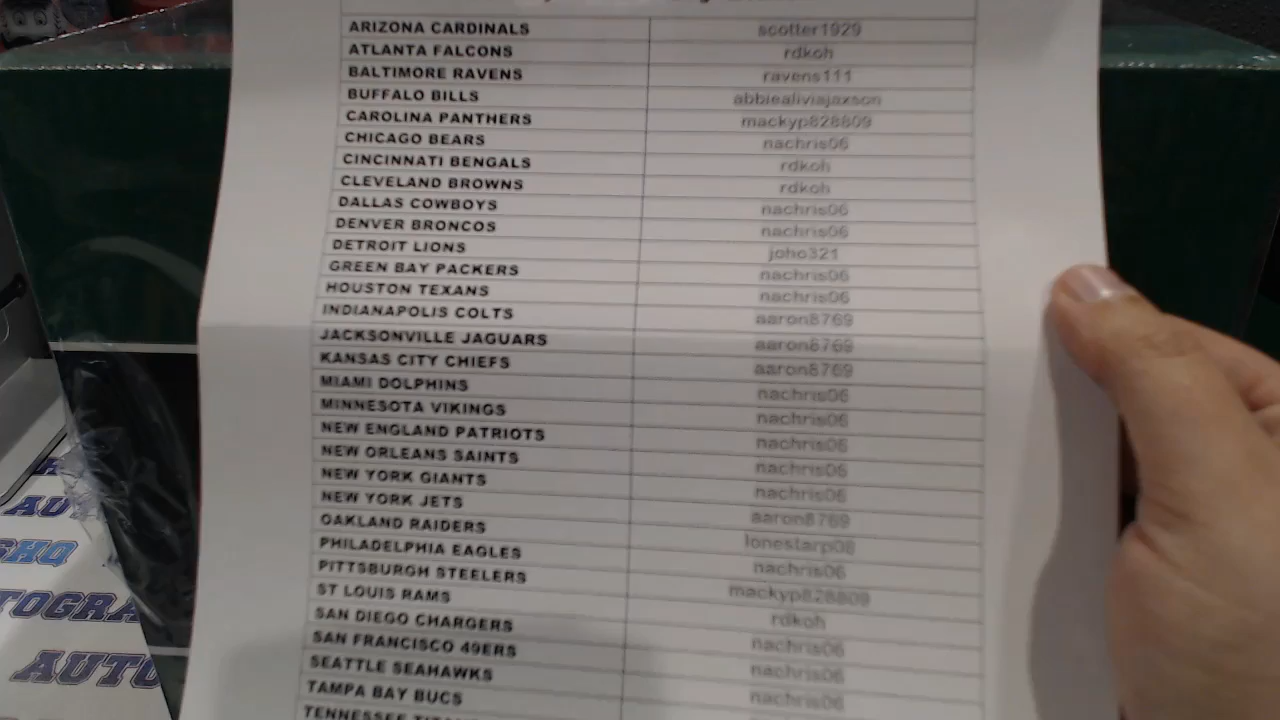 ARIZONA CARDINALS scotter1929
ATLANTA FALCONS rdkoh
BALTIMORE RAVENS ravens111
BUFFALO BILLS abbiealiviajaxson
CAROLINA PANTHERS mackyp828809
CHICAGO BEARS nachris06
CINCINNATI BENGALS rdkoh
CLEVELAND BROWNS rdkoh
DALLAS COWBOYS nachris06
DENVER BRONCOS nachris06
DETROIT LIONS joho321
GREEN BAY PACKERS nachris06
HOUSTON TEXANS nachris06
INDIANAPOLIS COLTS aaron8769
JACKSONVILLE JAGUARS aaron8769
KANSAS CITY CHIEFS aaron8769
MIAMI DOLPHINS nachris06
MINNESOTA VIKINGS nachris06
NEW ENGLAND PATRIOTS nachris06
NEW ORLEANS SAINTS nachris06
NEW YORK GIANTS nachris06
NEW YORK JETS aaron8769
OAKLAND RAIDERS lonestarp08
PHILADELPHIA EAGLES nachris06
PITTSBURGH STEELERS mackyp828809
ST LOUIS RAMS rdkoh
SAN DIEGO CHARGERS nachris06
SAN FRANCISCO 49ERS nachris06
SEATTLE SEAHAWKS nachris06
TAMPA BAY BUCS
TENNESSEE